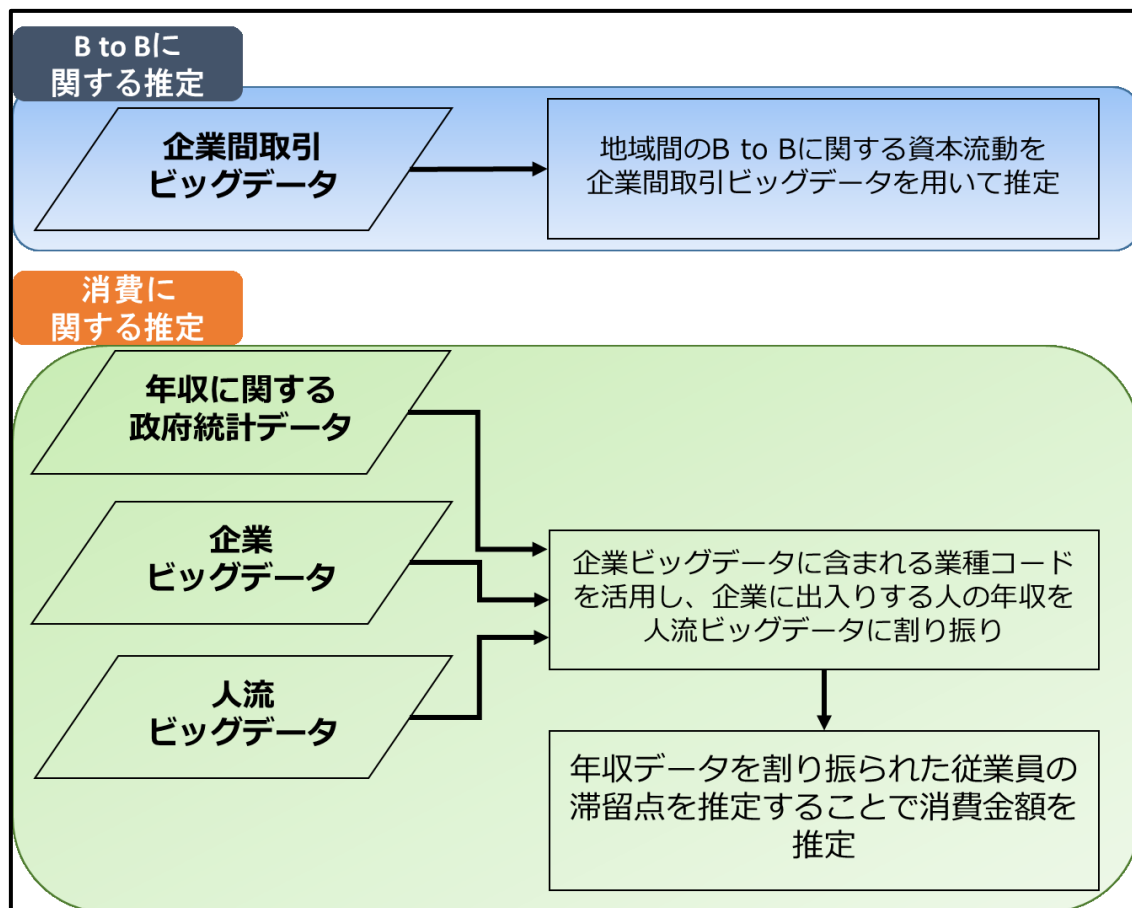 B to Bに
関する推定
企業間取引
ビッグデータ
地域間のB to Bに関する資本流動を
企業間取引ビッグデータを用いて推定
消費に
関する推定
年収に関する
政府統計データ
企業
ビッグデータ
人流
ビッグデータ
企業ビッグデータに含まれる業種コード
を活用し、企業に出入りする人の年収を
人流ビッグデータに割り振り
年収データを割り振られた従業員の
滞留点を推定することで消費金額を
推定